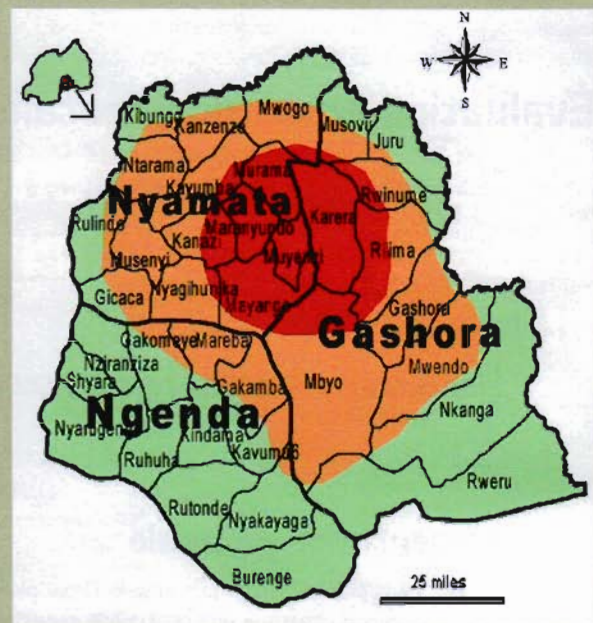 N
W E
S
Kibungo
Kanzenze
Mwogo
Musovu
Juru
Ntarama
Kayumba
Murama
Rwinume
Nyamata
Karera
Rulindo
Maranyundo
Kanazi
Rilima
Musenyi
Muyenzi
Gicaca
Nyagihunika
Mayange
Gashora
Gashora
Gakomeye
Mareba
Nziranziza
Shyara
Mbyo
Mwendo
Gakamba
Ngenda
Nkanga
Nyarugenge
Kindama
Ruhuha
Kavumu
Rweru
Rutonde
Nyakayaga
Burenge
25 miles